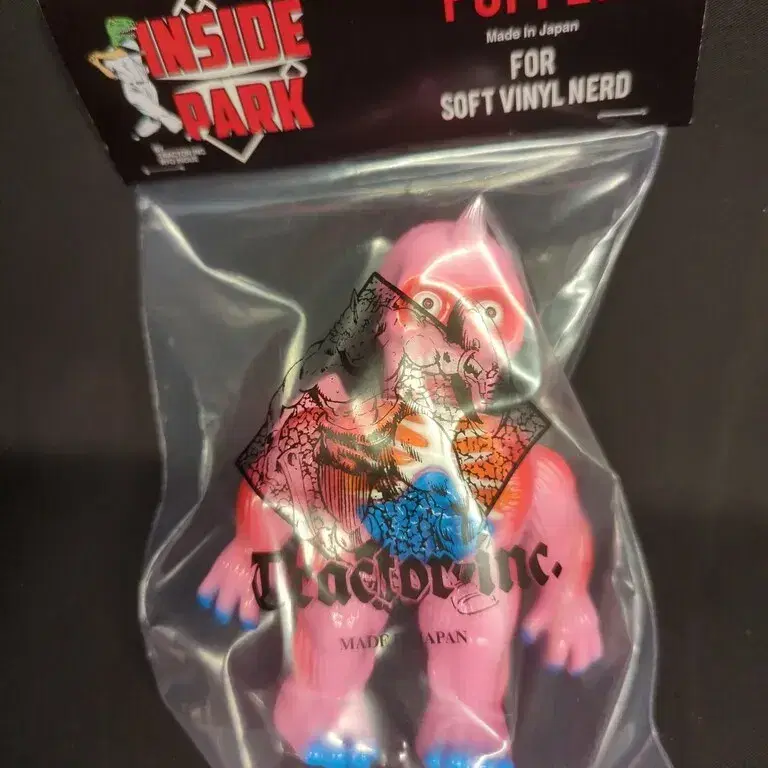 INSIDE
PARK
Made In Japan
FOR
SOFT VINYL NERD
Tractor inc.
MADE IN JAPAN